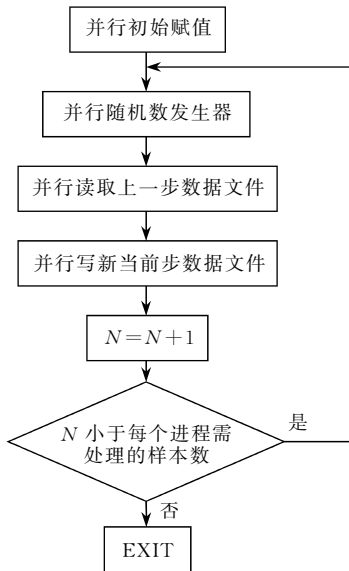 并行初始赋值
并行随机数发生器
并行读取上一步数据文件
并行写新当前步数据文件
N=N+1
N 小于每个进程需
处理的样本数
是
否
EXIT